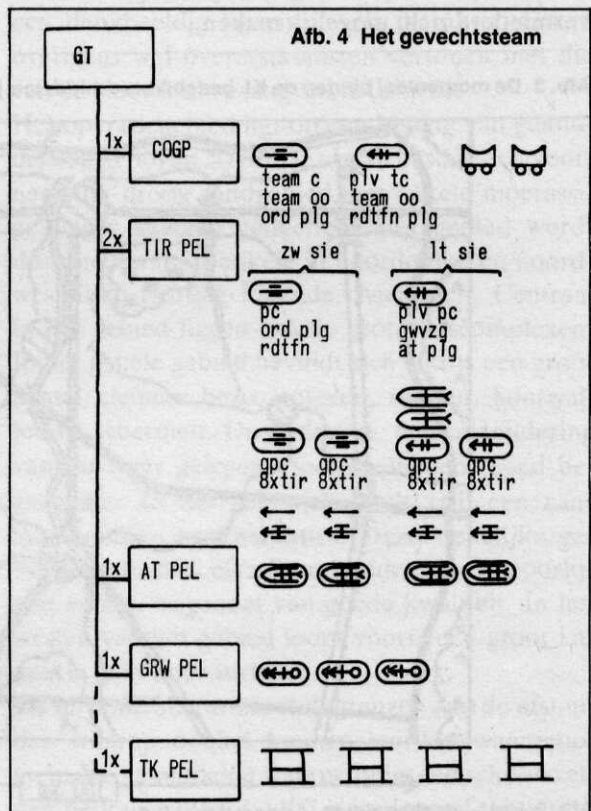 Afb. 4 Het gevechtsteam
GT
1x COGP
team c
team oo
ord plg
plv tc
team oo
rdtfn plg
2x TIR PEL
zw sie
lt sie
pc
ord plg
rdtfn
plv pc
gwvzg
at plg
gpc
8xtir
gpc
8xtir
gpc
8xtir
gpc
8xtir
1x AT PEL
1x GRW PEL
1x TK PEL